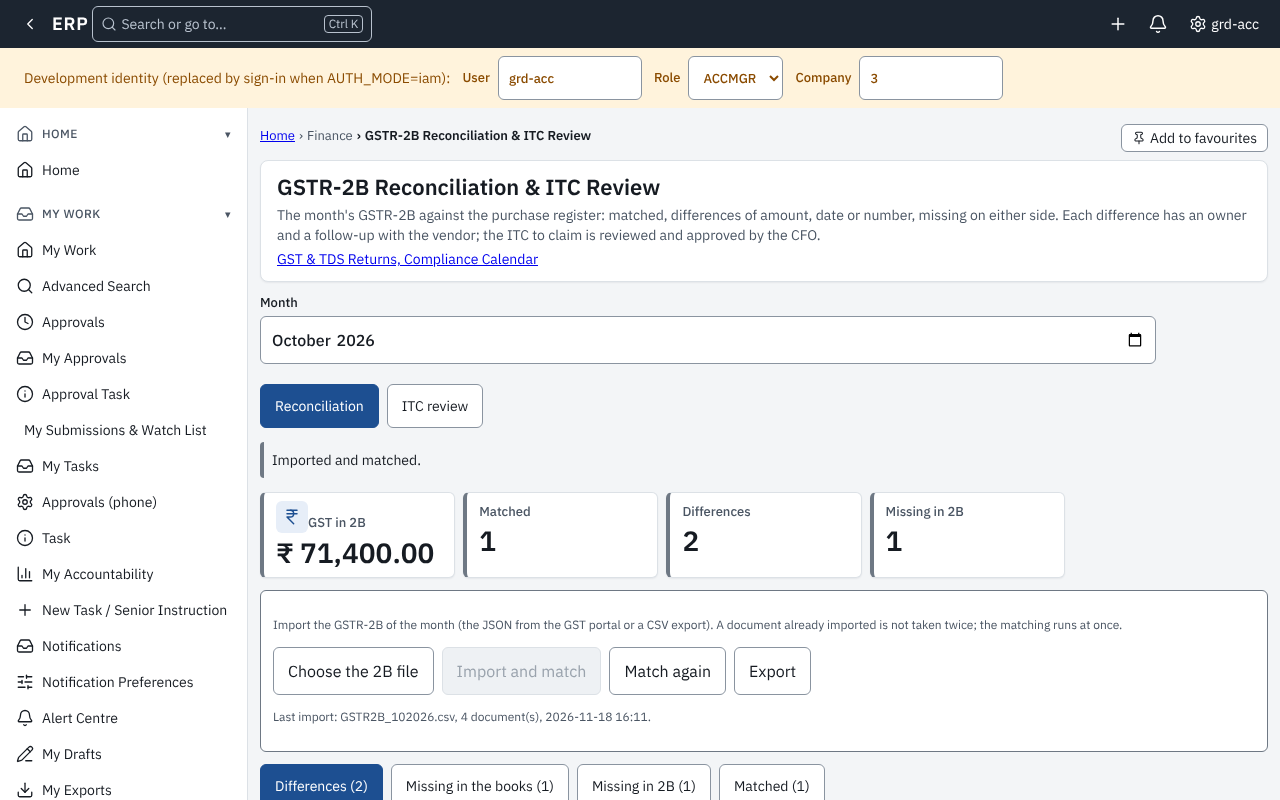 ERP
Search or go to...
Ctrl K
grd-acc
Development identity (replaced by sign-in when AUTH_MODE=iam):
User
grd-acc
Role
ACCMGR
Company
3
HOME
Home
MY WORK
My Work
Advanced Search
Approvals
My Approvals
Approval Task
My Submissions & Watch List
My Tasks
Approvals (phone)
Task
My Accountability
New Task / Senior Instruction
Notifications
Notification Preferences
Alert Centre
My Drafts
My Exports
Home › Finance › GSTR-2B Reconciliation & ITC Review
Add to favourites
GSTR-2B Reconciliation & ITC Review
The month's GSTR-2B against the purchase register: matched, differences of amount, date or number, missing on either side. Each difference has an owner
and a follow-up with the vendor; the ITC to claim is reviewed and approved by the CFO.
GST & TDS Returns, Compliance Calendar
Month
October 2026
Reconciliation
ITC review
Imported and matched.
₹ GST in 2B
₹ 71,400.00
Matched
1
Differences
2
Missing in 2B
1
Import the GSTR-2B of the month (the JSON from the GST portal or a CSV export). A document already imported is not taken twice; the matching runs at once.
Choose the 2B file
Import and match
Match again
Export
Last import: GSTR2B_102026.csv, 4 document(s), 2026-11-18 16:11.
Differences (2)
Missing in the books (1)
Missing in 2B (1)
Matched (1)